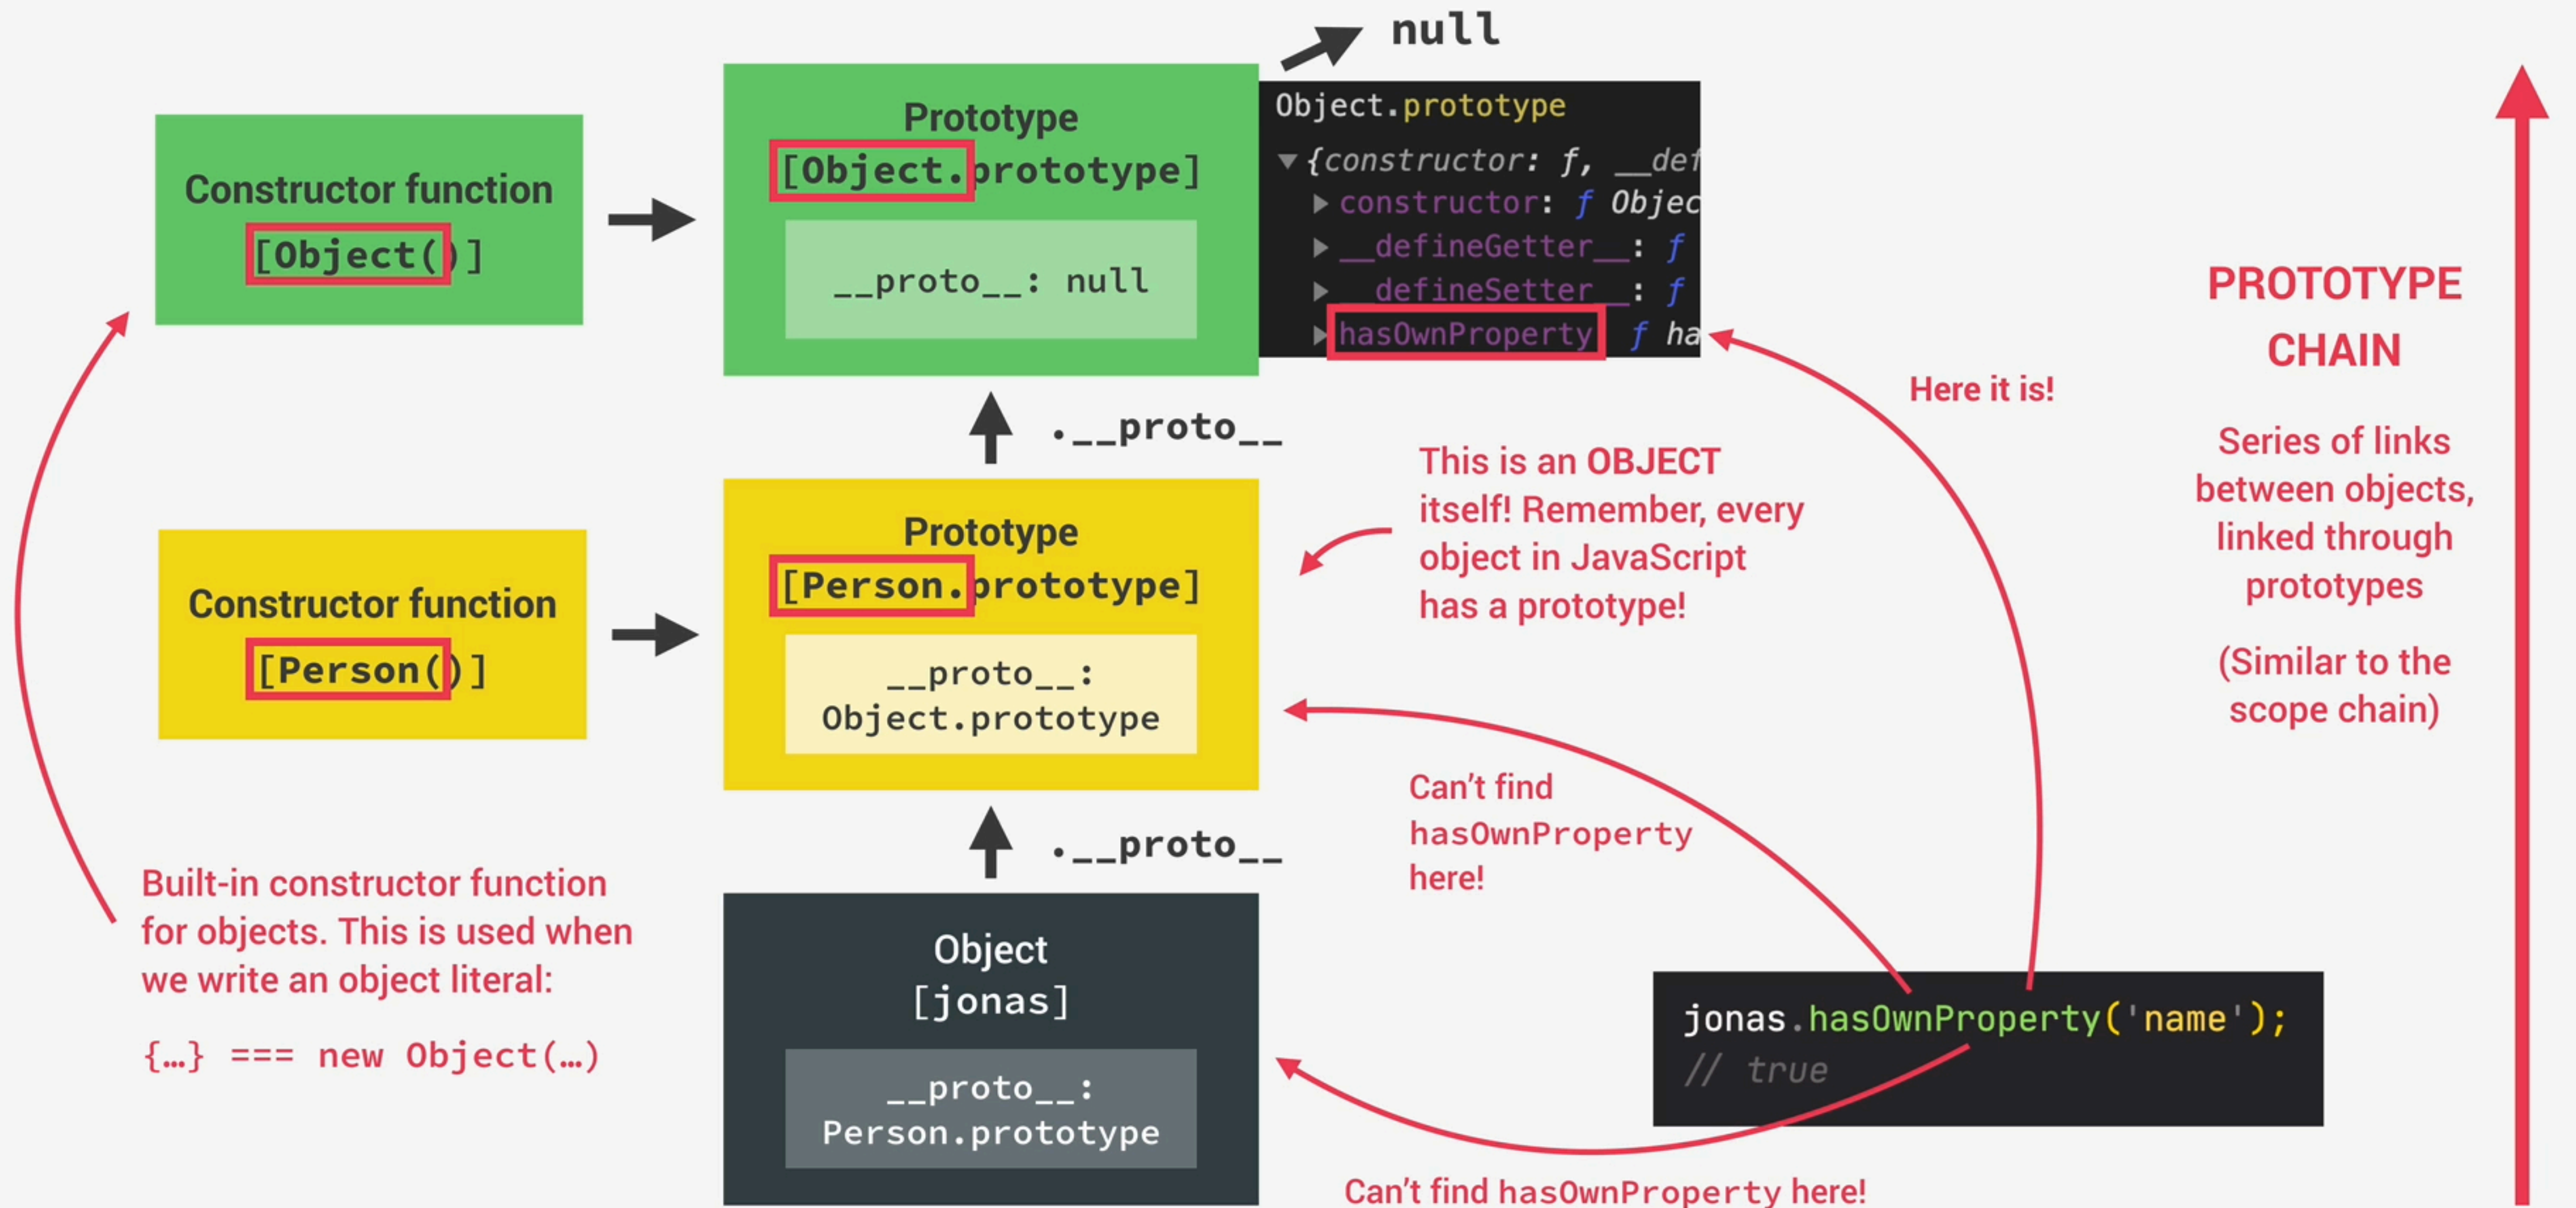 null
Prototype
[Object.prototype]
__proto__: null
Constructor function
[Object()]
Object.prototype
{constructor: ƒ, __def
constructor: ƒ Objec
__defineGetter__: ƒ
__defineSetter__: ƒ
hasOwnProperty ƒ ha
Here it is!
PROTOTYPE
CHAIN
Series of links
between objects,
linked through
prototypes
(Similar to the
scope chain)
.__proto__
Constructor function
[Person()]
Prototype
[Person.prototype]
__proto__:
Object.prototype
This is an OBJECT
itself! Remember, every
object in JavaScript
has a prototype!
Can’t find
hasOwnProperty
here!
.__proto__
Built-in constructor function
for objects. This is used when
we write an object literal:
{…} === new Object(…)
Object
[jonas]
__proto__:
Person.prototype
jonas.hasOwnProperty('name');
// true
Can’t find hasOwnProperty here!